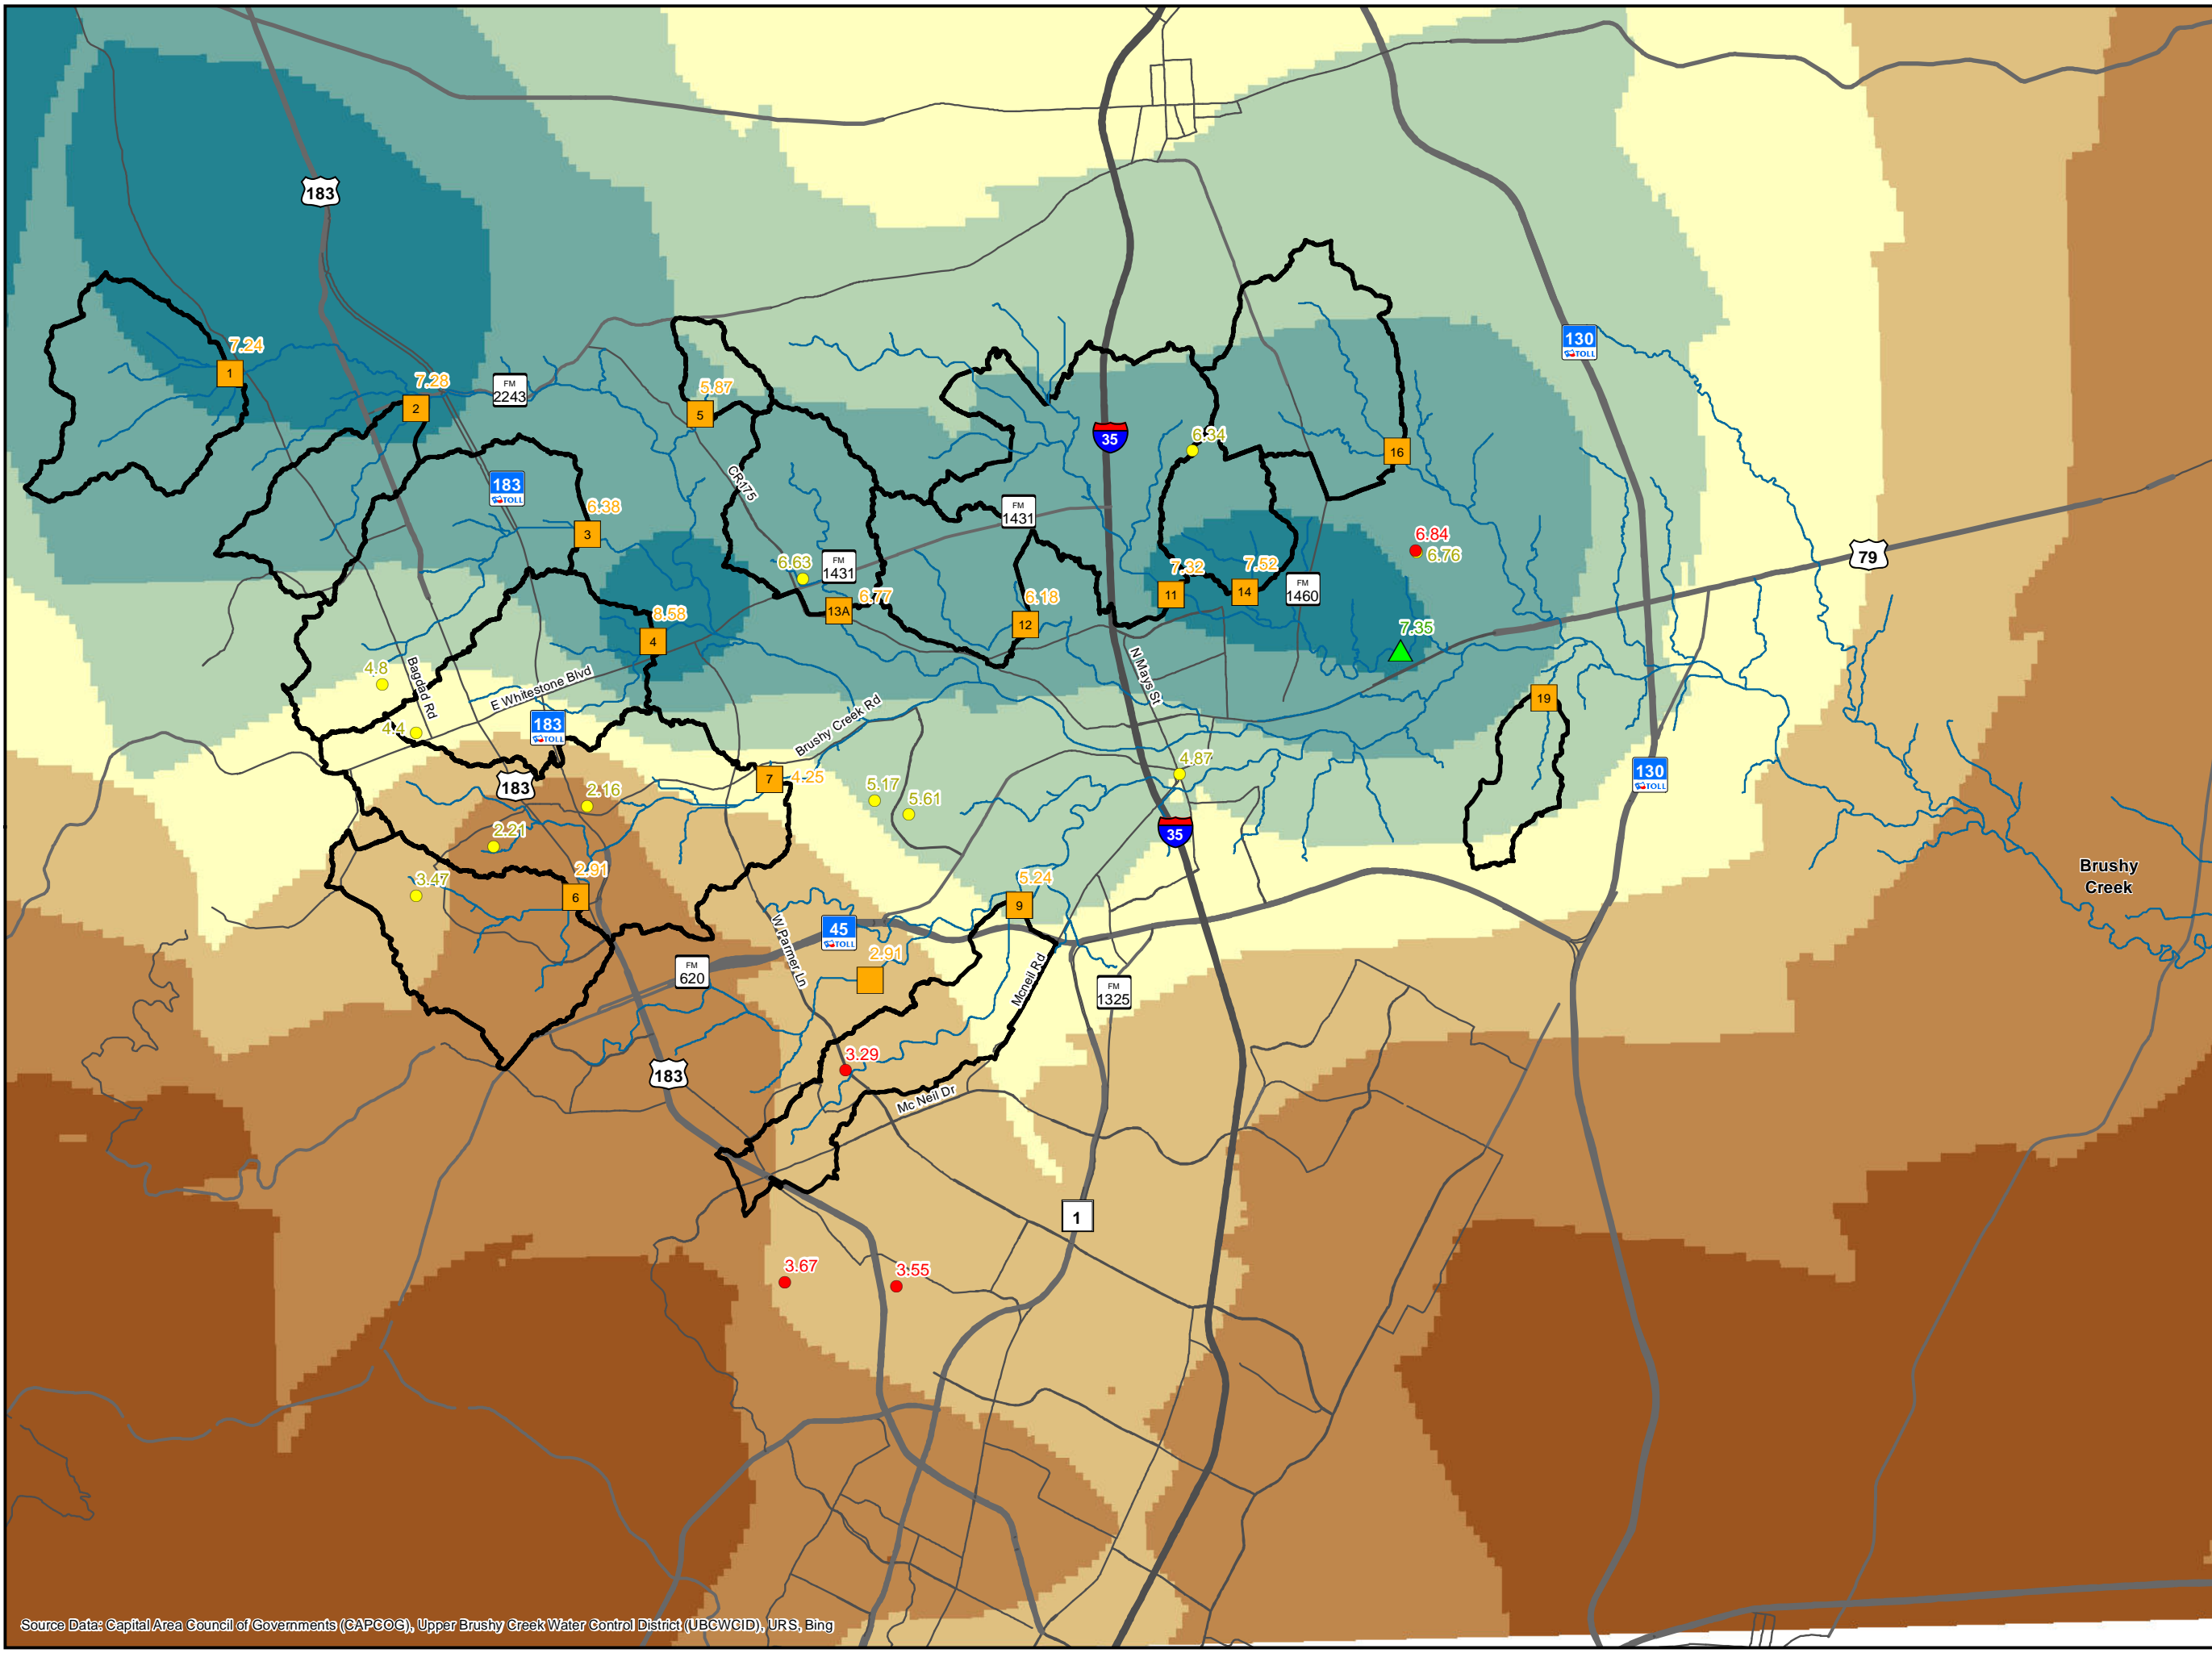 183
130
TOLL
7.24
1
7.28
2
FM
2243
5.87
5
35
6.34
16
CR175
183
TOLL
6.38
3
FM
1431
6.63
FM
1431
6.84
6.76
79
7.32
11
7.52
14
FM
1460
13A
6.77
6.18
12
8.58
4
7.35
4.8
Bagdad Rd
E Whitestone Blvd
N Mays St
19
4.4
183
TOLL
Brushy Creek Rd
183
2.16
7
4.25
5.17
5.61
4.87
130
TOLL
35
2.21
3.47
2.91
6
5.24
9
Brushy
Creek
45
TOLL
W Parmer Ln
2.91
FM
620
Mcneil Rd
FM
1325
3.29
183
Mc Neil Dr
1
3.67
3.55
Source Data: Capital Area Council of Governments (CAPCOG), Upper Brushy Creek Water Control District (UBCWCID), URS, Bing